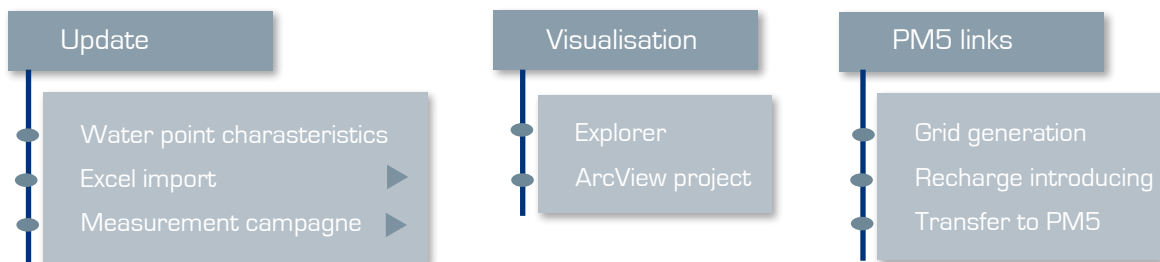 Update
Water point charasteristics
Excel import
Measurement campagne
Visualisation
Explorer
ArcView project
PM5 links
Grid generation
Recharge introducing
Transfer to PM5